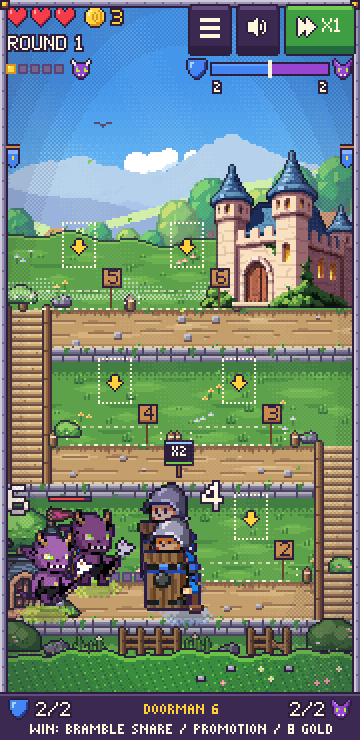 3
X1
ROUND 1
2 2
5 6
4 3
X2
6 4
2
2/2 DOORMAN 6 2/2
WIN: BRAMBLE SNARE / PROMOTION / 8 GOLD